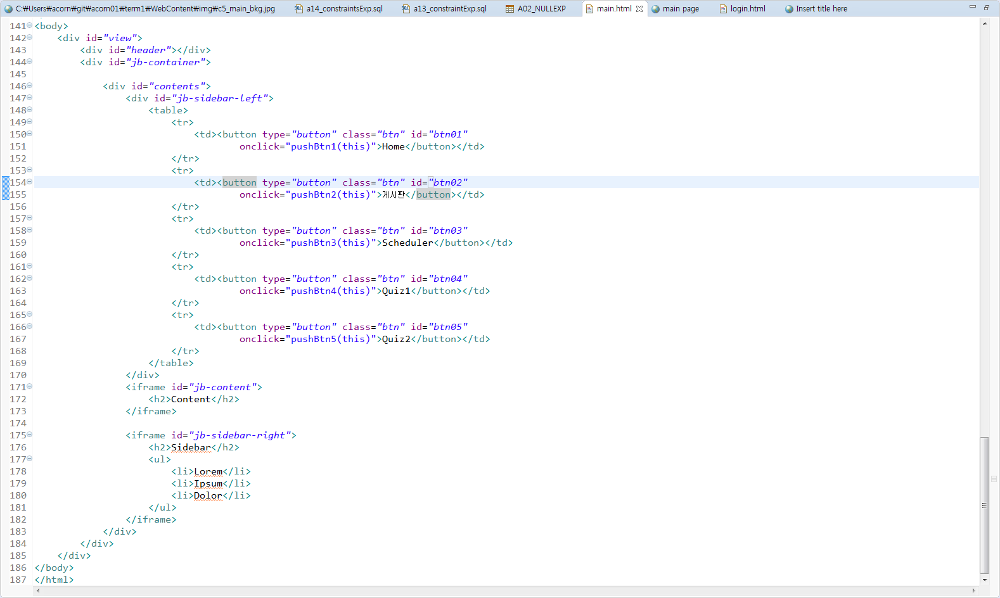 C:₩Users₩acorn₩git₩acorn01₩term1₩WebContent₩img₩c5_main_bkg.jpg a14_constraintsExp.sql a13_constraintExp.sql A02_NULLEXP main.html main page login.html Insert title here
141 <body>
142 <div id="view">
143 <div id="header"></div>
144 <div id="jb-container">
145
146 <div id="contents">
147 <div id="jb-sidebar-left">
148 <table>
149 <tr>
150 <td><button type="button" class="btn" id="btn01"
151 onclick="pushBtn1(this)">Home</button></td>
152 </tr>
153 <tr>
154 <td><button type="button" class="btn" id="btn02"
155 onclick="pushBtn2(this)">게시판</button></td>
156 </tr>
157 <tr>
158 <td><button type="button" class="btn" id="btn03"
159 onclick="pushBtn3(this)">Scheduler</button></td>
160 </tr>
161 <tr>
162 <td><button type="button" class="btn" id="btn04"
163 onclick="pushBtn4(this)">Quiz1</button></td>
164 </tr>
165 <tr>
166 <td><button type="button" class="btn" id="btn05"
167 onclick="pushBtn5(this)">Quiz2</button></td>
168 </tr>
169 </table>
170 </div>
171 <iframe id="jb-content">
172 <h2>Content</h2>
173 </iframe>
174
175 <iframe id="jb-sidebar-right">
176 <h2>Sidebar</h2>
177 <ul>
178 <li>Lorem</li>
179 <li>Ipsum</li>
180 <li>Dolor</li>
181 </ul>
182 </iframe>
183 </div>
184 </div>
185 </div>
186 </body>
187 </html>